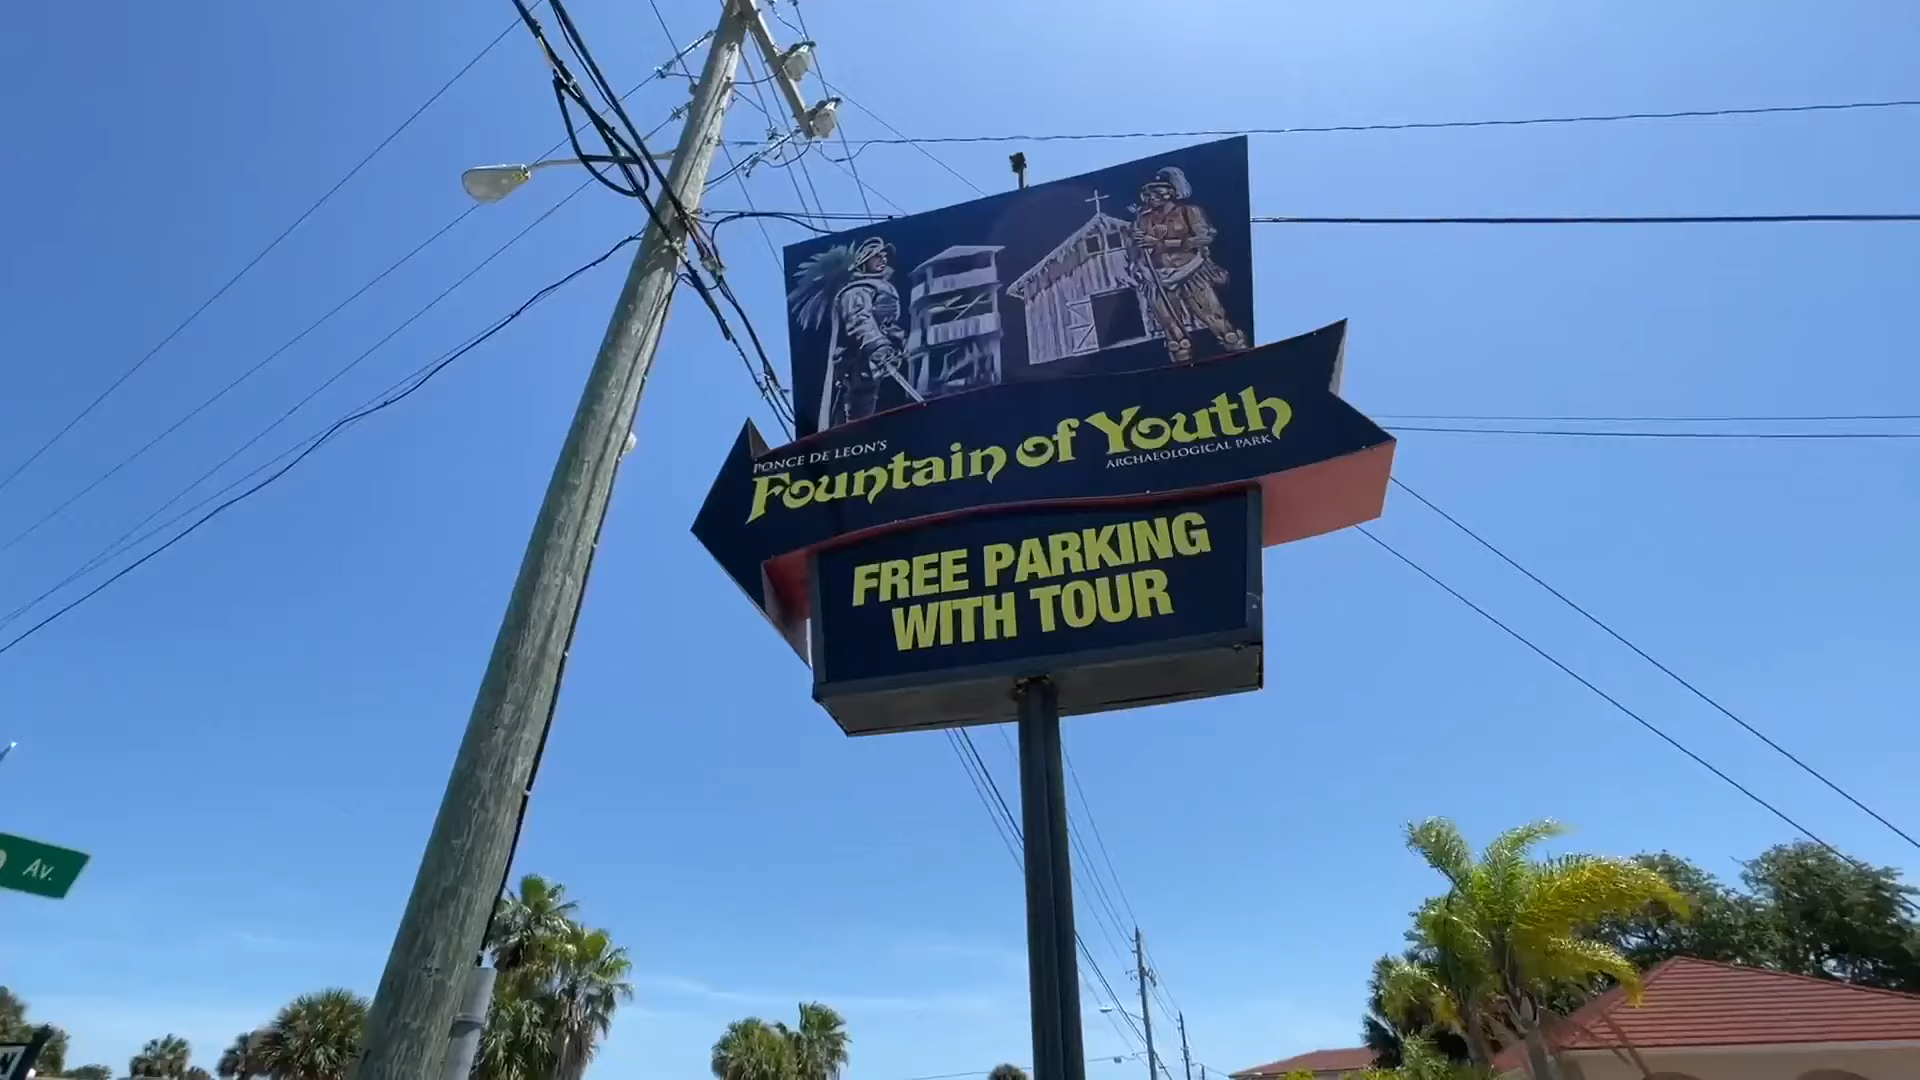 PONCE DE LEON'S
Fountain of Youth
ARCHAEOLOGICAL PARK
FREE PARKING
WITH TOUR
AV.